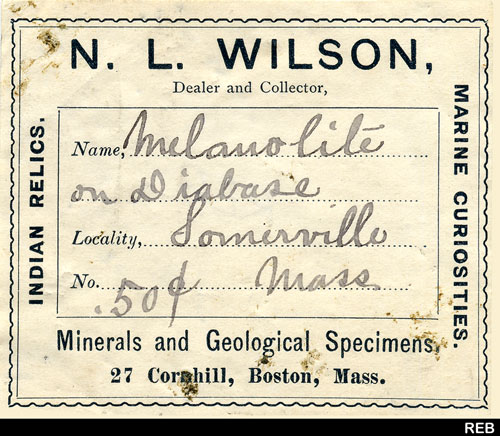 N. L. WILSON,
Dealer and Collector,
INDIAN RELICS.
MARINE CURIOSITIES.
Name, Melanolite
on Diabase
Locality, Somerville
No. .50¢ Mass
Minerals and Geological Specimens,
27 Cornhill, Boston, Mass.
REB